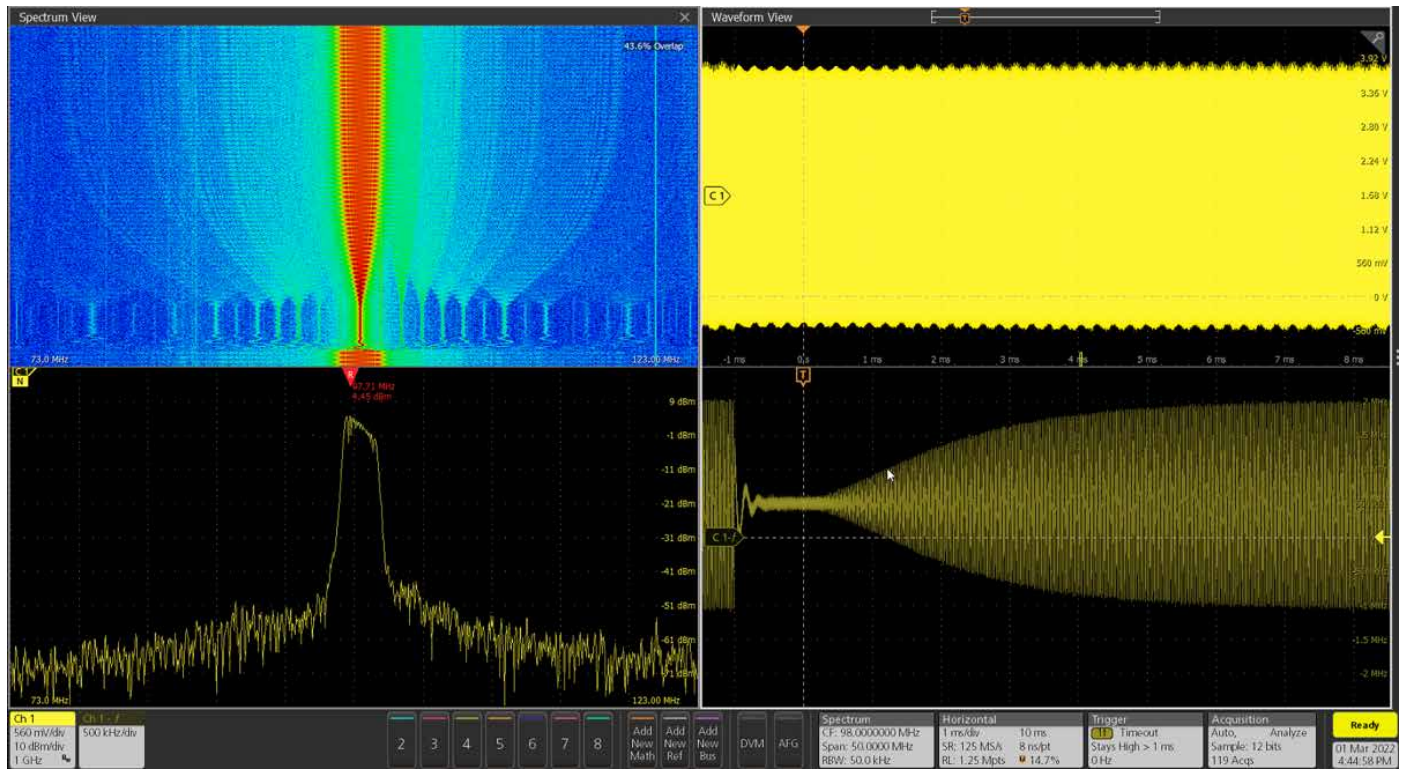 Spectrum View
43.6% Overlap
73.0 MHz
123.00 MHz
C 1
N
R
97.71 MHz
4.45 dBm
9 dBm
-1 dBm
-11 dBm
-21 dBm
-31 dBm
-41 dBm
-51 dBm
-61 dBm
-71 dBm
73.0 MHz
123.00 MHz
Waveform View
T
3.92 V
3.36 V
2.80 V
2.24 V
C 1
1.68 V
1.12 V
560 mV
0 V
-560 mV
-1 ms
0 s
1 ms
2 ms
3 ms
4 ms
5 ms
6 ms
7 ms
8 ms
T
C 1-f
-1.5 MHz
-2 MHz
Ch 1
560 mV/div
10 dBm/div
1 GHz
Ch 1 - f
500 kHz/div
2
3
4
5
6
7
8
Add New Math
Add New Ref
Add New Bus
DVM
AFG
Spectrum
CF: 98.0000000 MHz
Span: 50.0000 MHz
RBW: 50.0 kHz
Horizontal
1 ms/div 10 ms
SR: 125 MS/s 8 ns/pt
RL: 1.25 Mpts 14.7%
Trigger
Timeout
Stays High > 1 ms
0 Hz
Acquisition
Auto, Analyze
Sample: 12 bits
119 Acqs
Ready
01 Mar 2022
4:44:58 PM